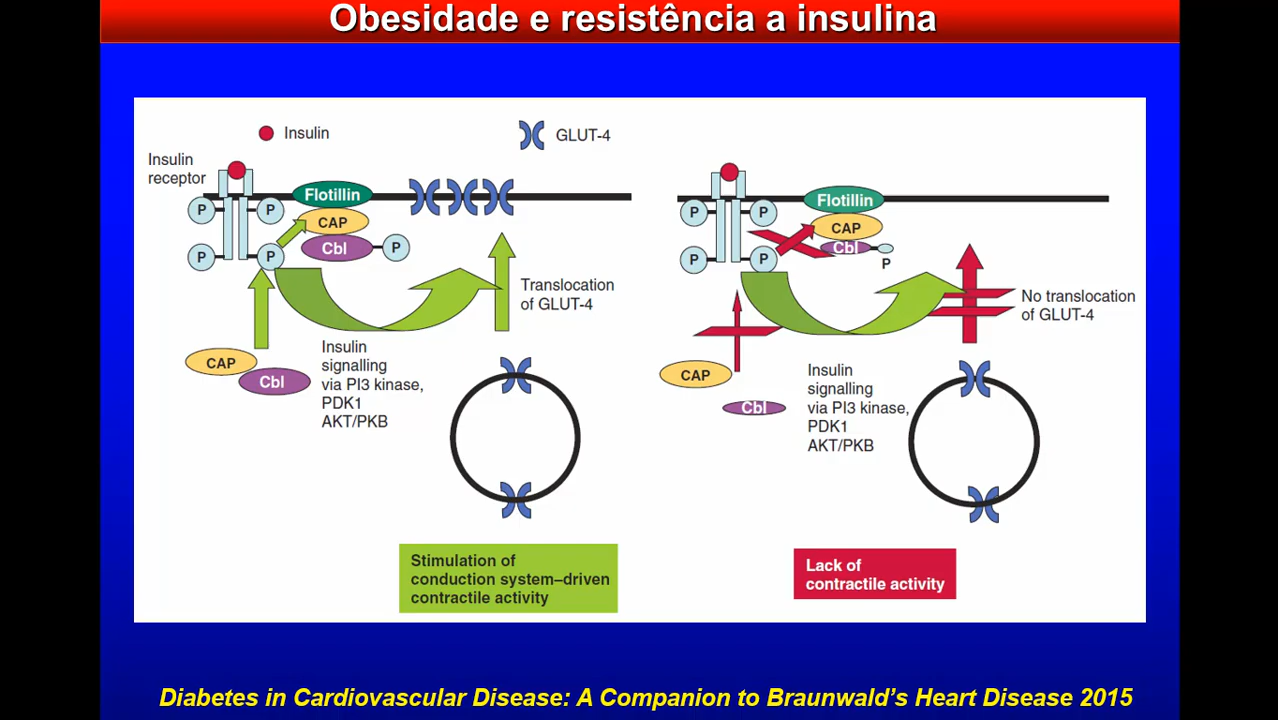 Obesidade e resistência a insulina
Insulin
GLUT-4
Insulin
receptor
Flotillin
P
P
CAP
Cbl
P
P
P
Translocation
of GLUT-4
CAP
Cbl
Insulin
signalling
via PI3 kinase,
PDK1
AKT/PKB
Stimulation of
conduction system–driven
contractile activity
Flotillin
P
P
CAP
Cbl
P
P
P
No translocation
of GLUT-4
CAP
Cbl
Insulin
signalling
via PI3 kinase,
PDK1
AKT/PKB
Lack of
contractile activity
Diabetes in Cardiovascular Disease: A Companion to Braunwald's Heart Disease 2015